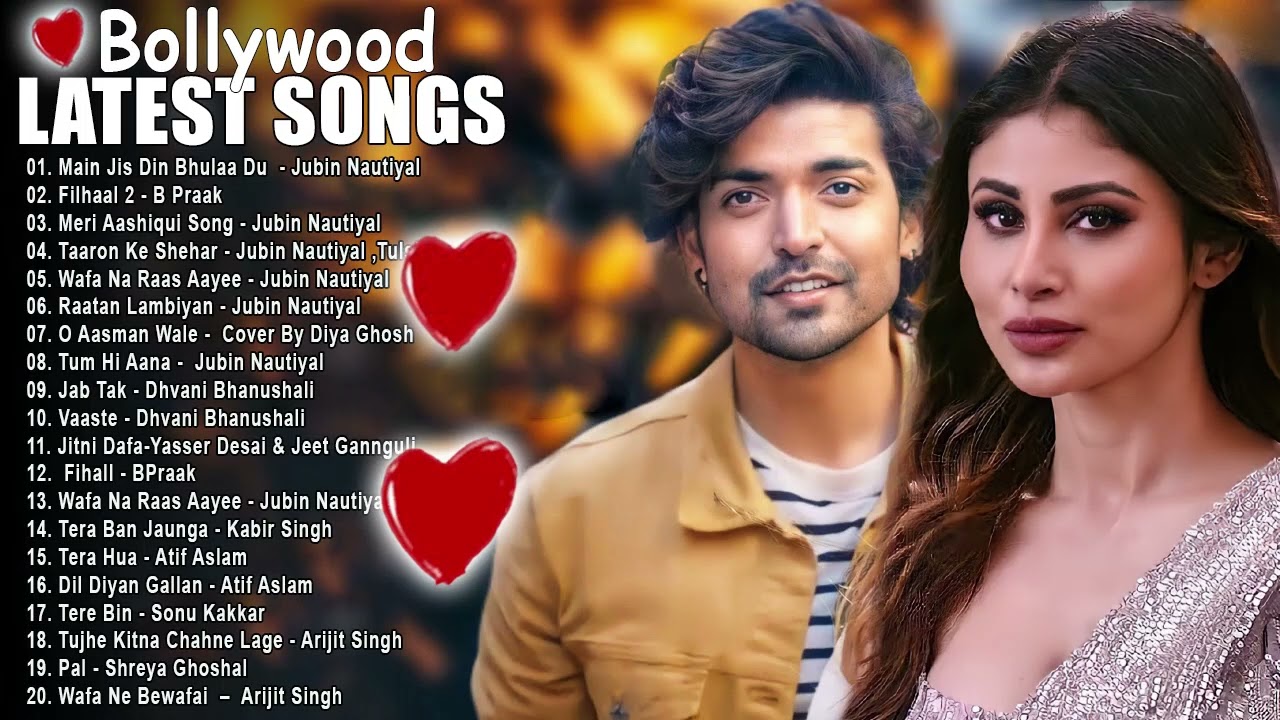 Bollywood
LATEST SONGS
01. Main Jis Din Bhulaa Du - Jubin Nautiyal
02. Filhaal 2 - B Praak
03. Meri Aashiqui Song - Jubin Nautiyal
04. Taaron Ke Shehar - Jubin Nautiyal ,
05. Wafa Na Raas Aayee - Jubin Nautiyal
06. Raatan Lambiyan - Jubin Nautiyal
07. O Aasman Wale - Cover By Diya Ghosh
08. Tum Hi Aana - Jubin Nautiyal
09. Jab Tak - Dhvani Bhanushali
10. Vaaste - Dhvani Bhanushali
11. Jitni Dafa-Yasser Desai & Jeet Gannguli
12. Fihall - BPraak
13. Wafa Na Raas Aayee - Jubin Nautiya
14. Tera Ban Jaunga - Kabir Singh
15. Tera Hua - Atif Aslam
16. Dil Diyan Gallan - Atif Aslam
17. Tere Bin - Sonu Kakkar
18. Tujhe Kitna Chahne Lage - Arijit Singh
19. Pal - Shreya Ghoshal
20. Wafa Ne Bewafai – Arijit Singh